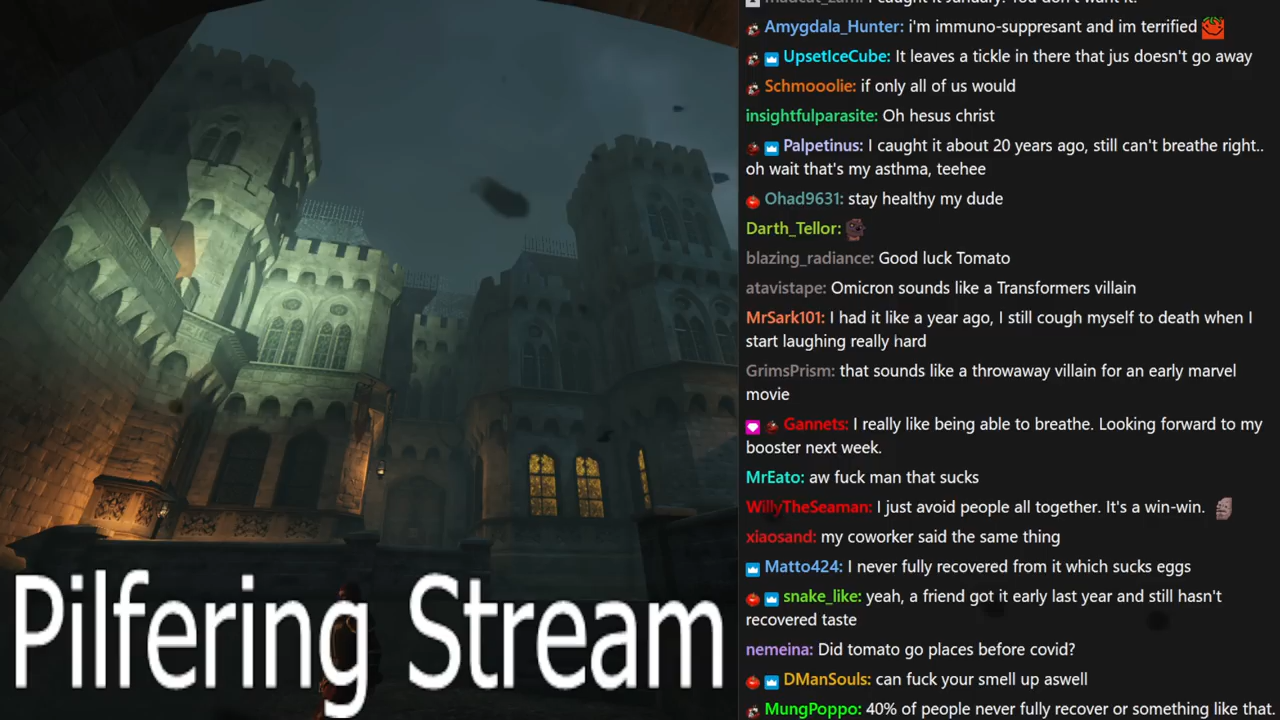 Amygdala_Hunter: i'm immuno-suppresant and im terrified
UpsetIceCube: It leaves a tickle in there that jus doesn't go away
Schmooolie: if only all of us would
insightfulparasite: Oh hesus christ
Palpetinus: I caught it about 20 years ago, still can't breathe right..
oh wait that's my asthma, teehee
Ohad9631: stay healthy my dude
Darth_Tellor:
blazing_radiance: Good luck Tomato
atavistape: Omicron sounds like a Transformers villain
MrSark101: I had it like a year ago, I still cough myself to death when I
start laughing really hard
GrimsPrism: that sounds like a throwaway villain for an early marvel
movie
Gannets: I really like being able to breathe. Looking forward to my
booster next week.
MrEato: aw fuck man that sucks
WillyTheSeaman: I just avoid people all together. It's a win-win.
xiaosand: my coworker said the same thing
Matto424: I never fully recovered from it which sucks eggs
snake_like: yeah, a friend got it early last year and still hasn't
recovered taste
nemeina: Did tomato go places before covid?
DManSouls: can fuck your smell up aswell
MungPoppo: 40% of people never fully recover or something like that.
Pilfering Stream